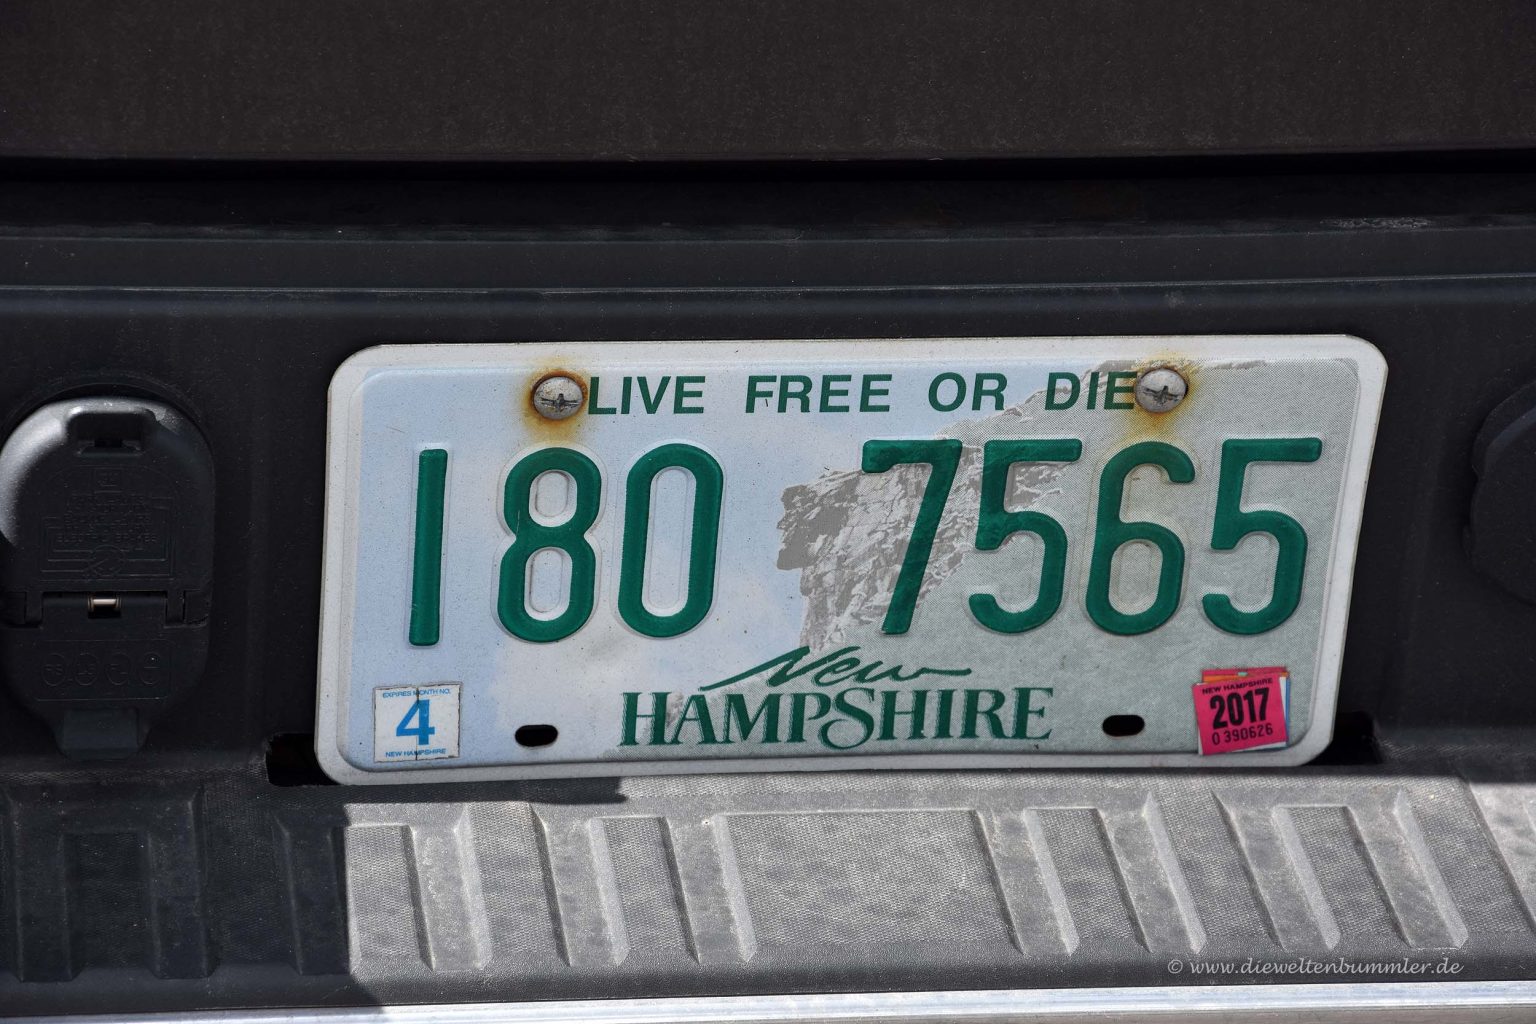 LIVE FREE OR DIE
180 7565
New
HAMPSHIRE
EXPIRES MONTH NO.
4
NEW HAMPSHIRE
NEW HAMPSHIRE
2017
0390626
© www.dieweltenbummler.de